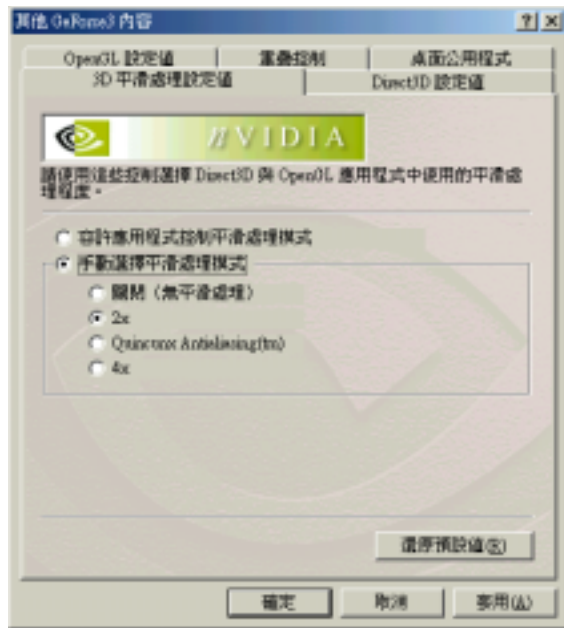 其他 GeForce3 內容
OpenGL 設定值
重疊控制
桌面公用程式
3D 平滑處理設定值
Direct3D 設定值
nVIDIA
請使用這些控制選擇 Direct3D 與 OpenGL 應用程式中使用的平滑處
理程度。
容許應用程式控制平滑處理模式
手動選擇平滑處理模式
關閉（無平滑處理）
2x
Quincunx Antialiasing(tm)
4x
還原預設值(R)
確定
取消
套用(A)